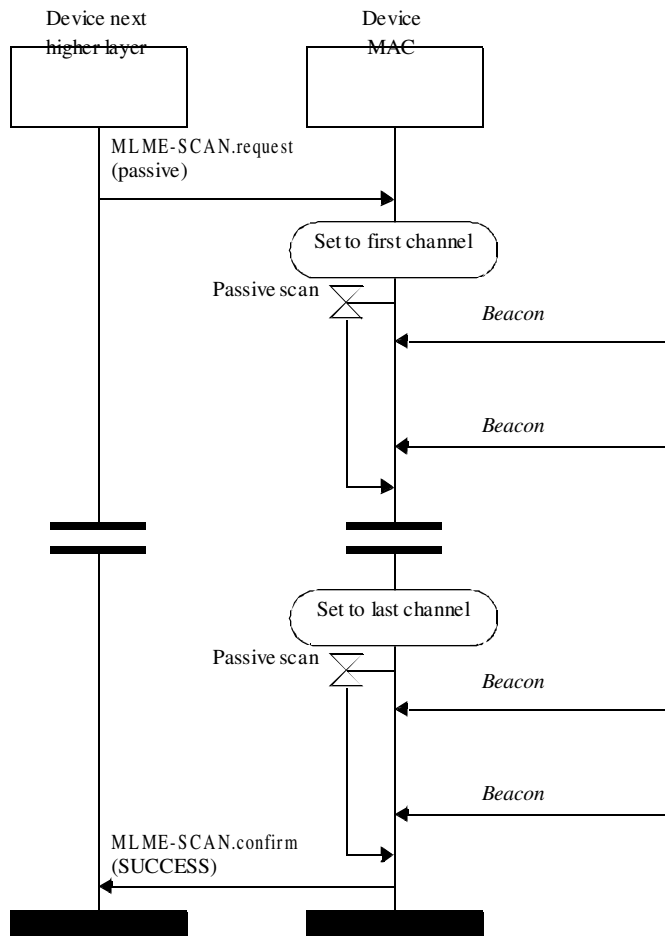 Device next
higher layer
Device
MAC
MLME-SCAN.request
(passive)
Set to first channel
Passive scan
Beacon
Beacon
Set to last channel
Passive scan
Beacon
Beacon
MLME-SCAN.confirm
(SUCCESS)